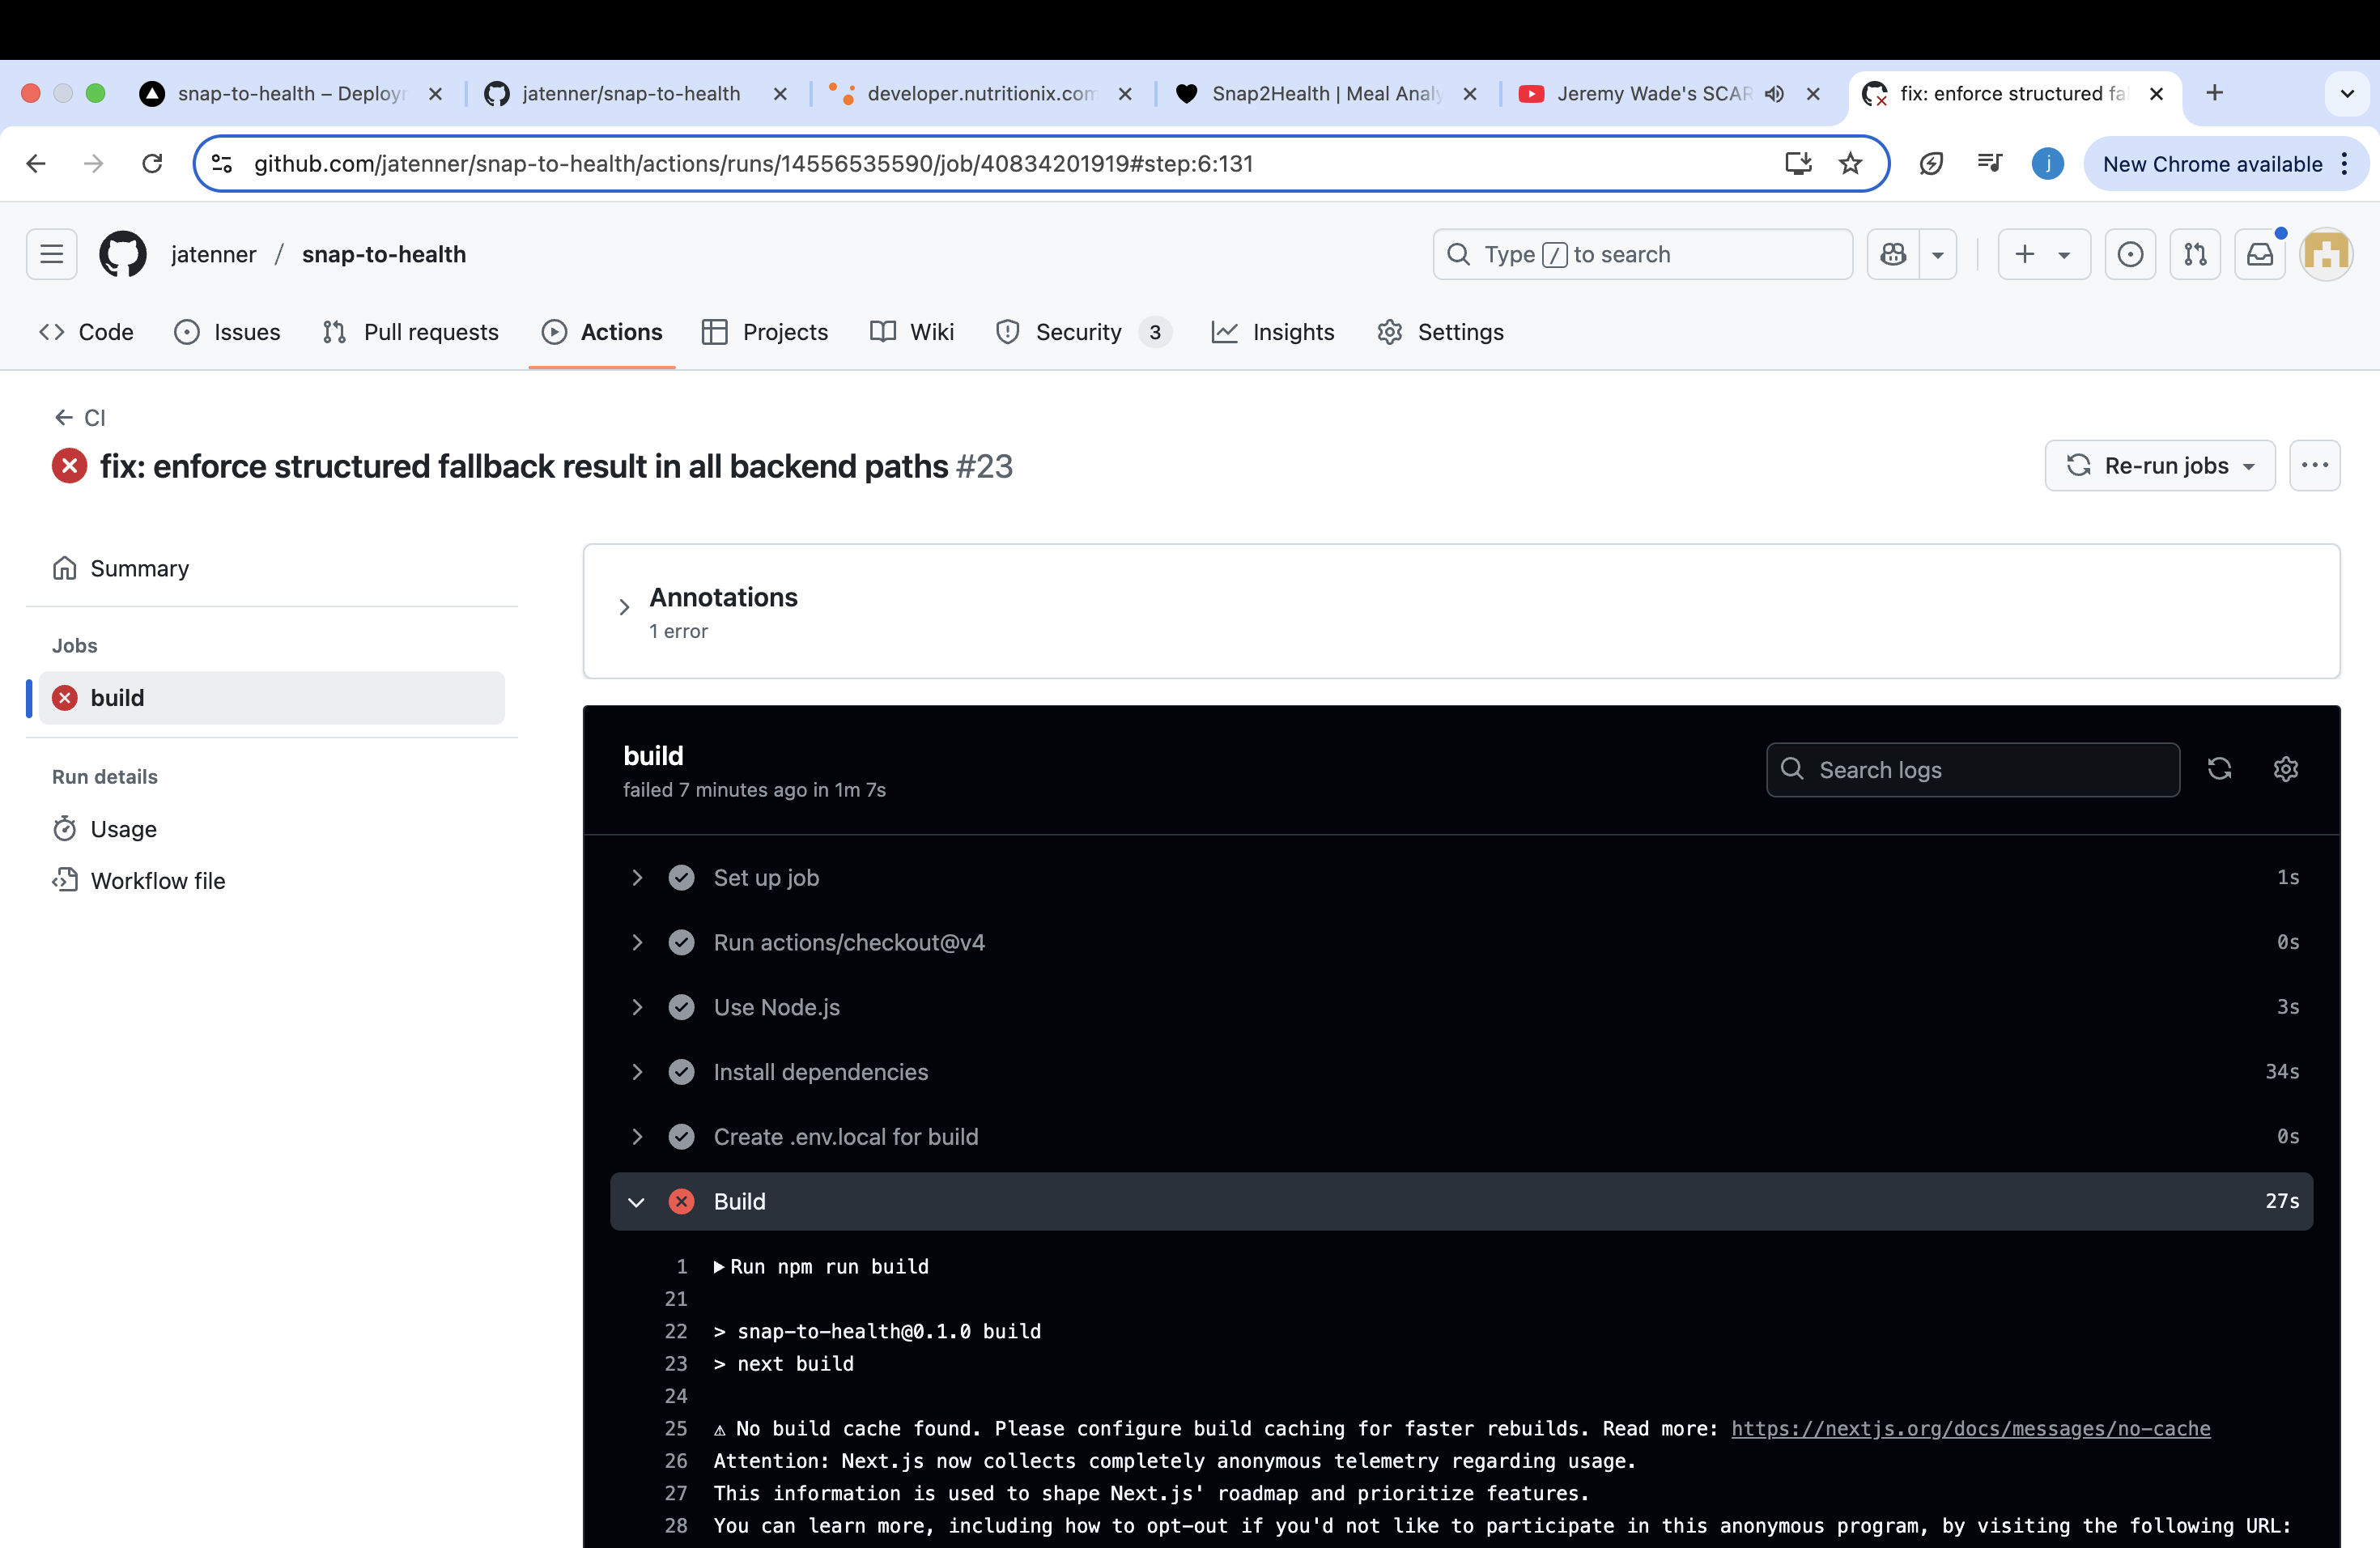 snap-to-health – Deploy
jatenner/snap-to-health
developer.nutritionix.com
Snap2Health | Meal Analy
Jeremy Wade's SCAR
fix: enforce structured fa
github.com/jatenner/snap-to-health/actions/runs/14556535590/job/40834201919#step:6:131
j
New Chrome available
jatenner / snap-to-health
Type / to search
Code
Issues
Pull requests
Actions
Projects
Wiki
Security 3
Insights
Settings
CI
fix: enforce structured fallback result in all backend paths #23
Re-run jobs
Summary
Jobs
build
Run details
Usage
Workflow file
Annotations
1 error
build
failed 7 minutes ago in 1m 7s
Search logs
Set up job 1s
Run actions/checkout@v4 0s
Use Node.js 3s
Install dependencies 34s
Create .env.local for build 0s
Build 27s
1 Run npm run build
21
22 > snap-to-health@0.1.0 build
23 > next build
24
25 ⚠ No build cache found. Please configure build caching for faster rebuilds. Read more: https://nextjs.org/docs/messages/no-cache
26 Attention: Next.js now collects completely anonymous telemetry regarding usage.
27 This information is used to shape Next.js' roadmap and prioritize features.
28 You can learn more, including how to opt-out if you'd not like to participate in this anonymous program, by visiting the following URL: